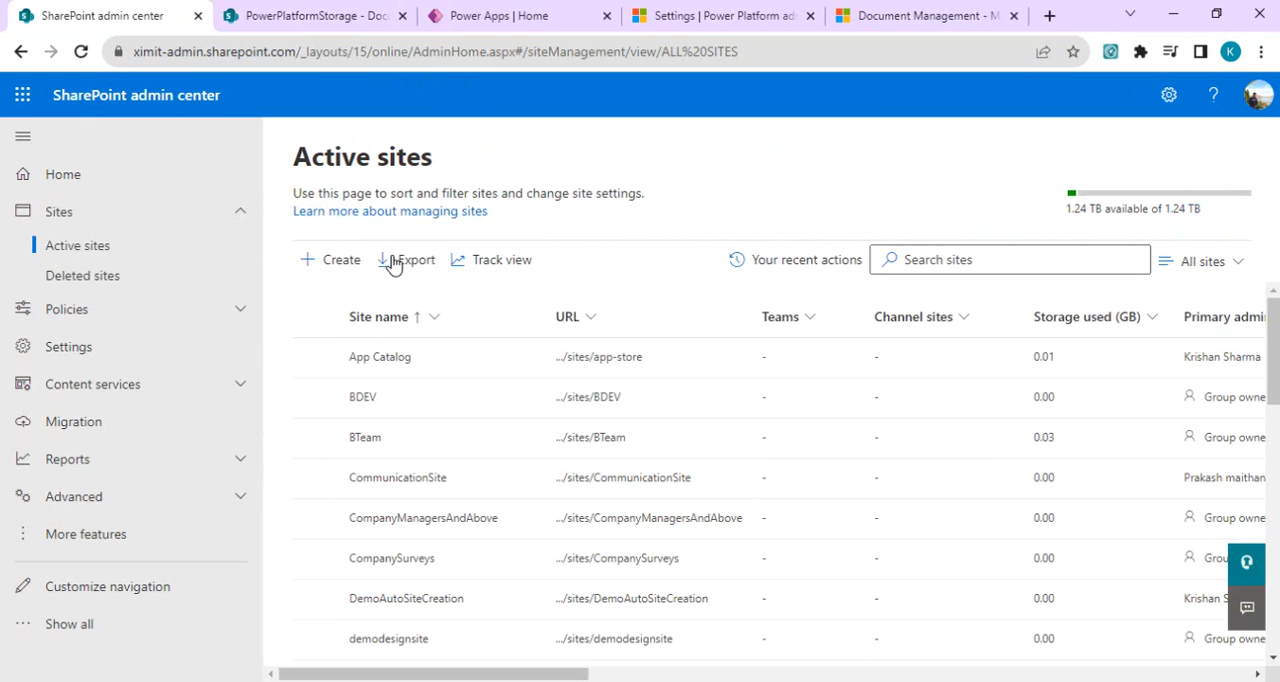 SharePoint admin center
PowerPlatformStorage - Doc
Power Apps | Home
Settings | Power Platform ad
Document Management - M
ximit-admin.sharepoint.com/_layouts/15/online/AdminHome.aspx#/siteManagement/view/ALL%20SITES
K
SharePoint admin center
Home
Sites
Active sites
Deleted sites
Policies
Settings
Content services
Migration
Reports
Advanced
More features
Customize navigation
Show all
Active sites
Use this page to sort and filter sites and change site settings.
Learn more about managing sites
1.24 TB available of 1.24 TB
Create Export Track view Your recent actions Search sites All sites
Site name URL Teams Channel sites Storage used (GB) Primary admi
App Catalog .../sites/app-store - - 0.01 Krishan Sharma
BDEV .../sites/BDEV - - 0.00 Group owne
BTeam .../sites/BTeam - - 0.03 Group owne
CommunicationSite .../sites/CommunicationSite - - 0.00 Prakash maithan
CompanyManagersAndAbove .../sites/CompanyManagersAndAbove - - 0.00 Group owne
CompanySurveys .../sites/CompanySurveys - - 0.00 Grou
DemoAutoSiteCreation .../sites/DemoAutoSiteCreation - - 0.00 Krishan S
demodesignsite .../sites/demodesignsite - - 0.00 Group owne